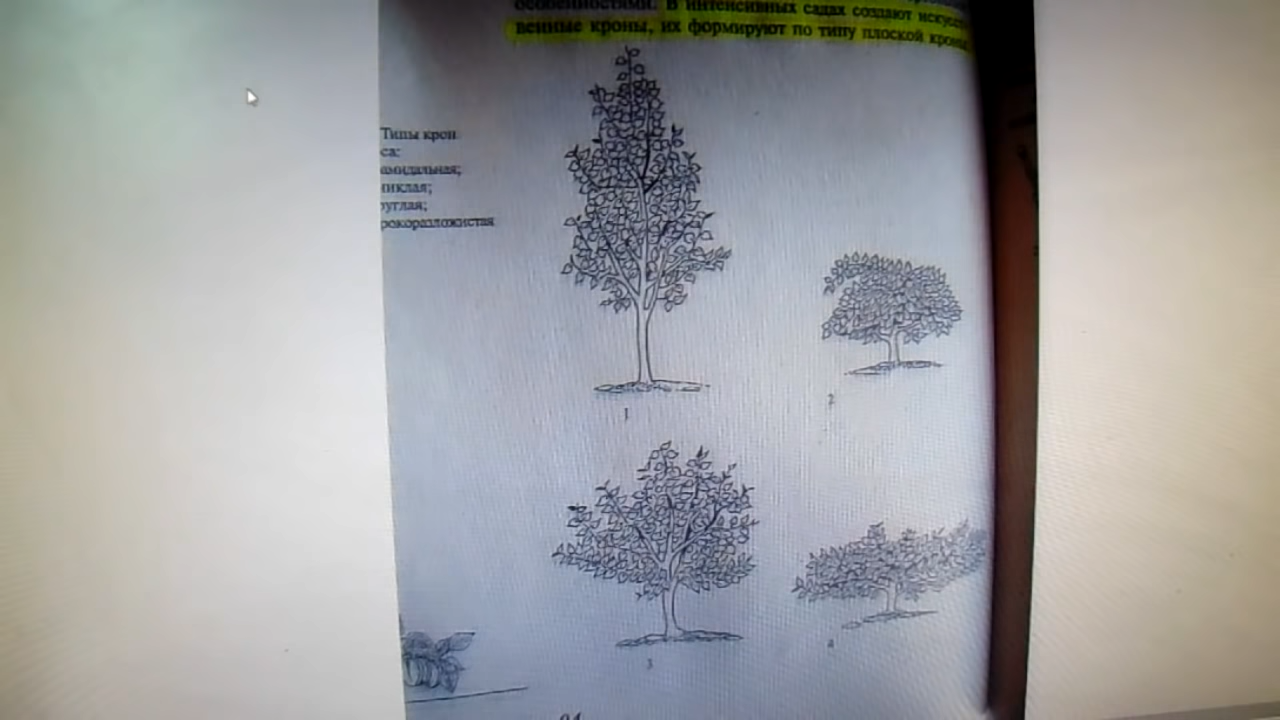 особенностями. В интенсивных садах создают искусст
венные кроны, их формируют по типу плоской кроны
Типы крон
са:
амидальная;
никлая;
руглая;
рокоразложистая
1
2
3
4